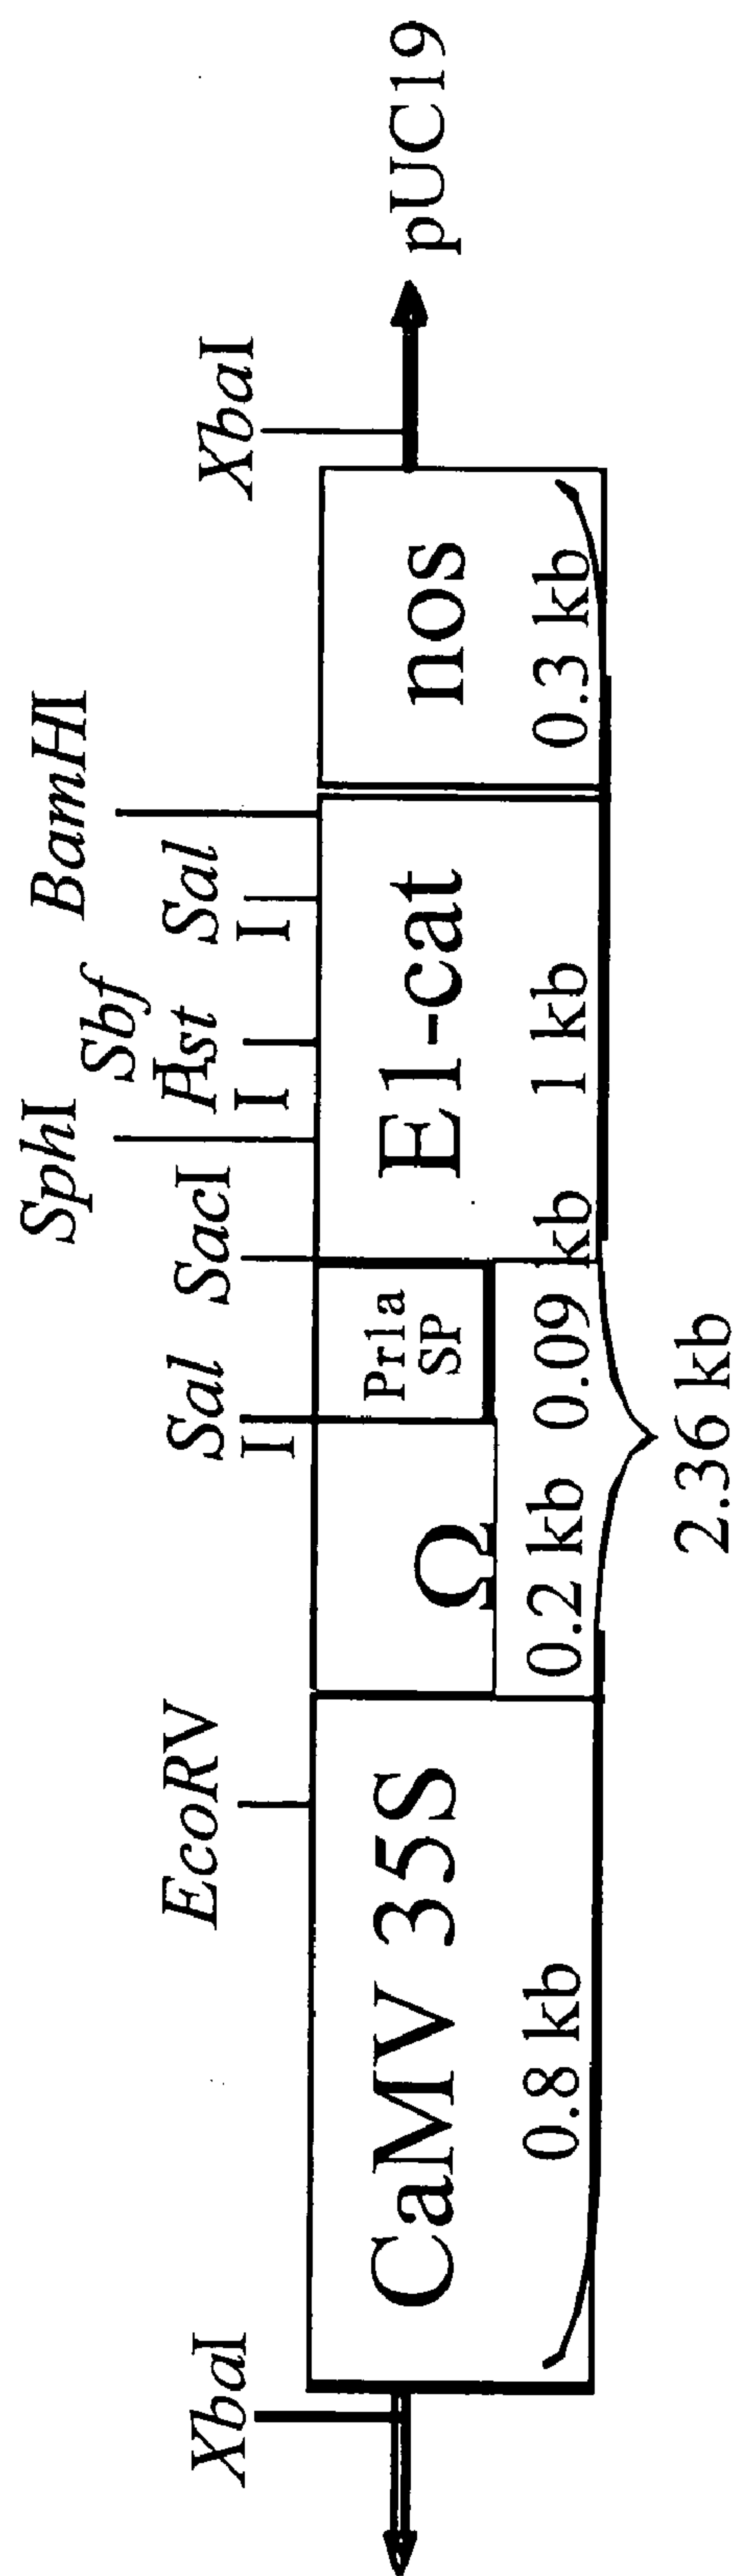 XbaI
EcoRV
Sal
I
SacI
SphI
Sbf
I
Pst
I
Sal
I
BamHI
XbaI
CaMV 35S
0.8 kb
Ω
0.2 kb
Pr1a
SP
0.09 kb
E1-cat
1 kb
nos
0.3 kb
pUC19
2.36 kb